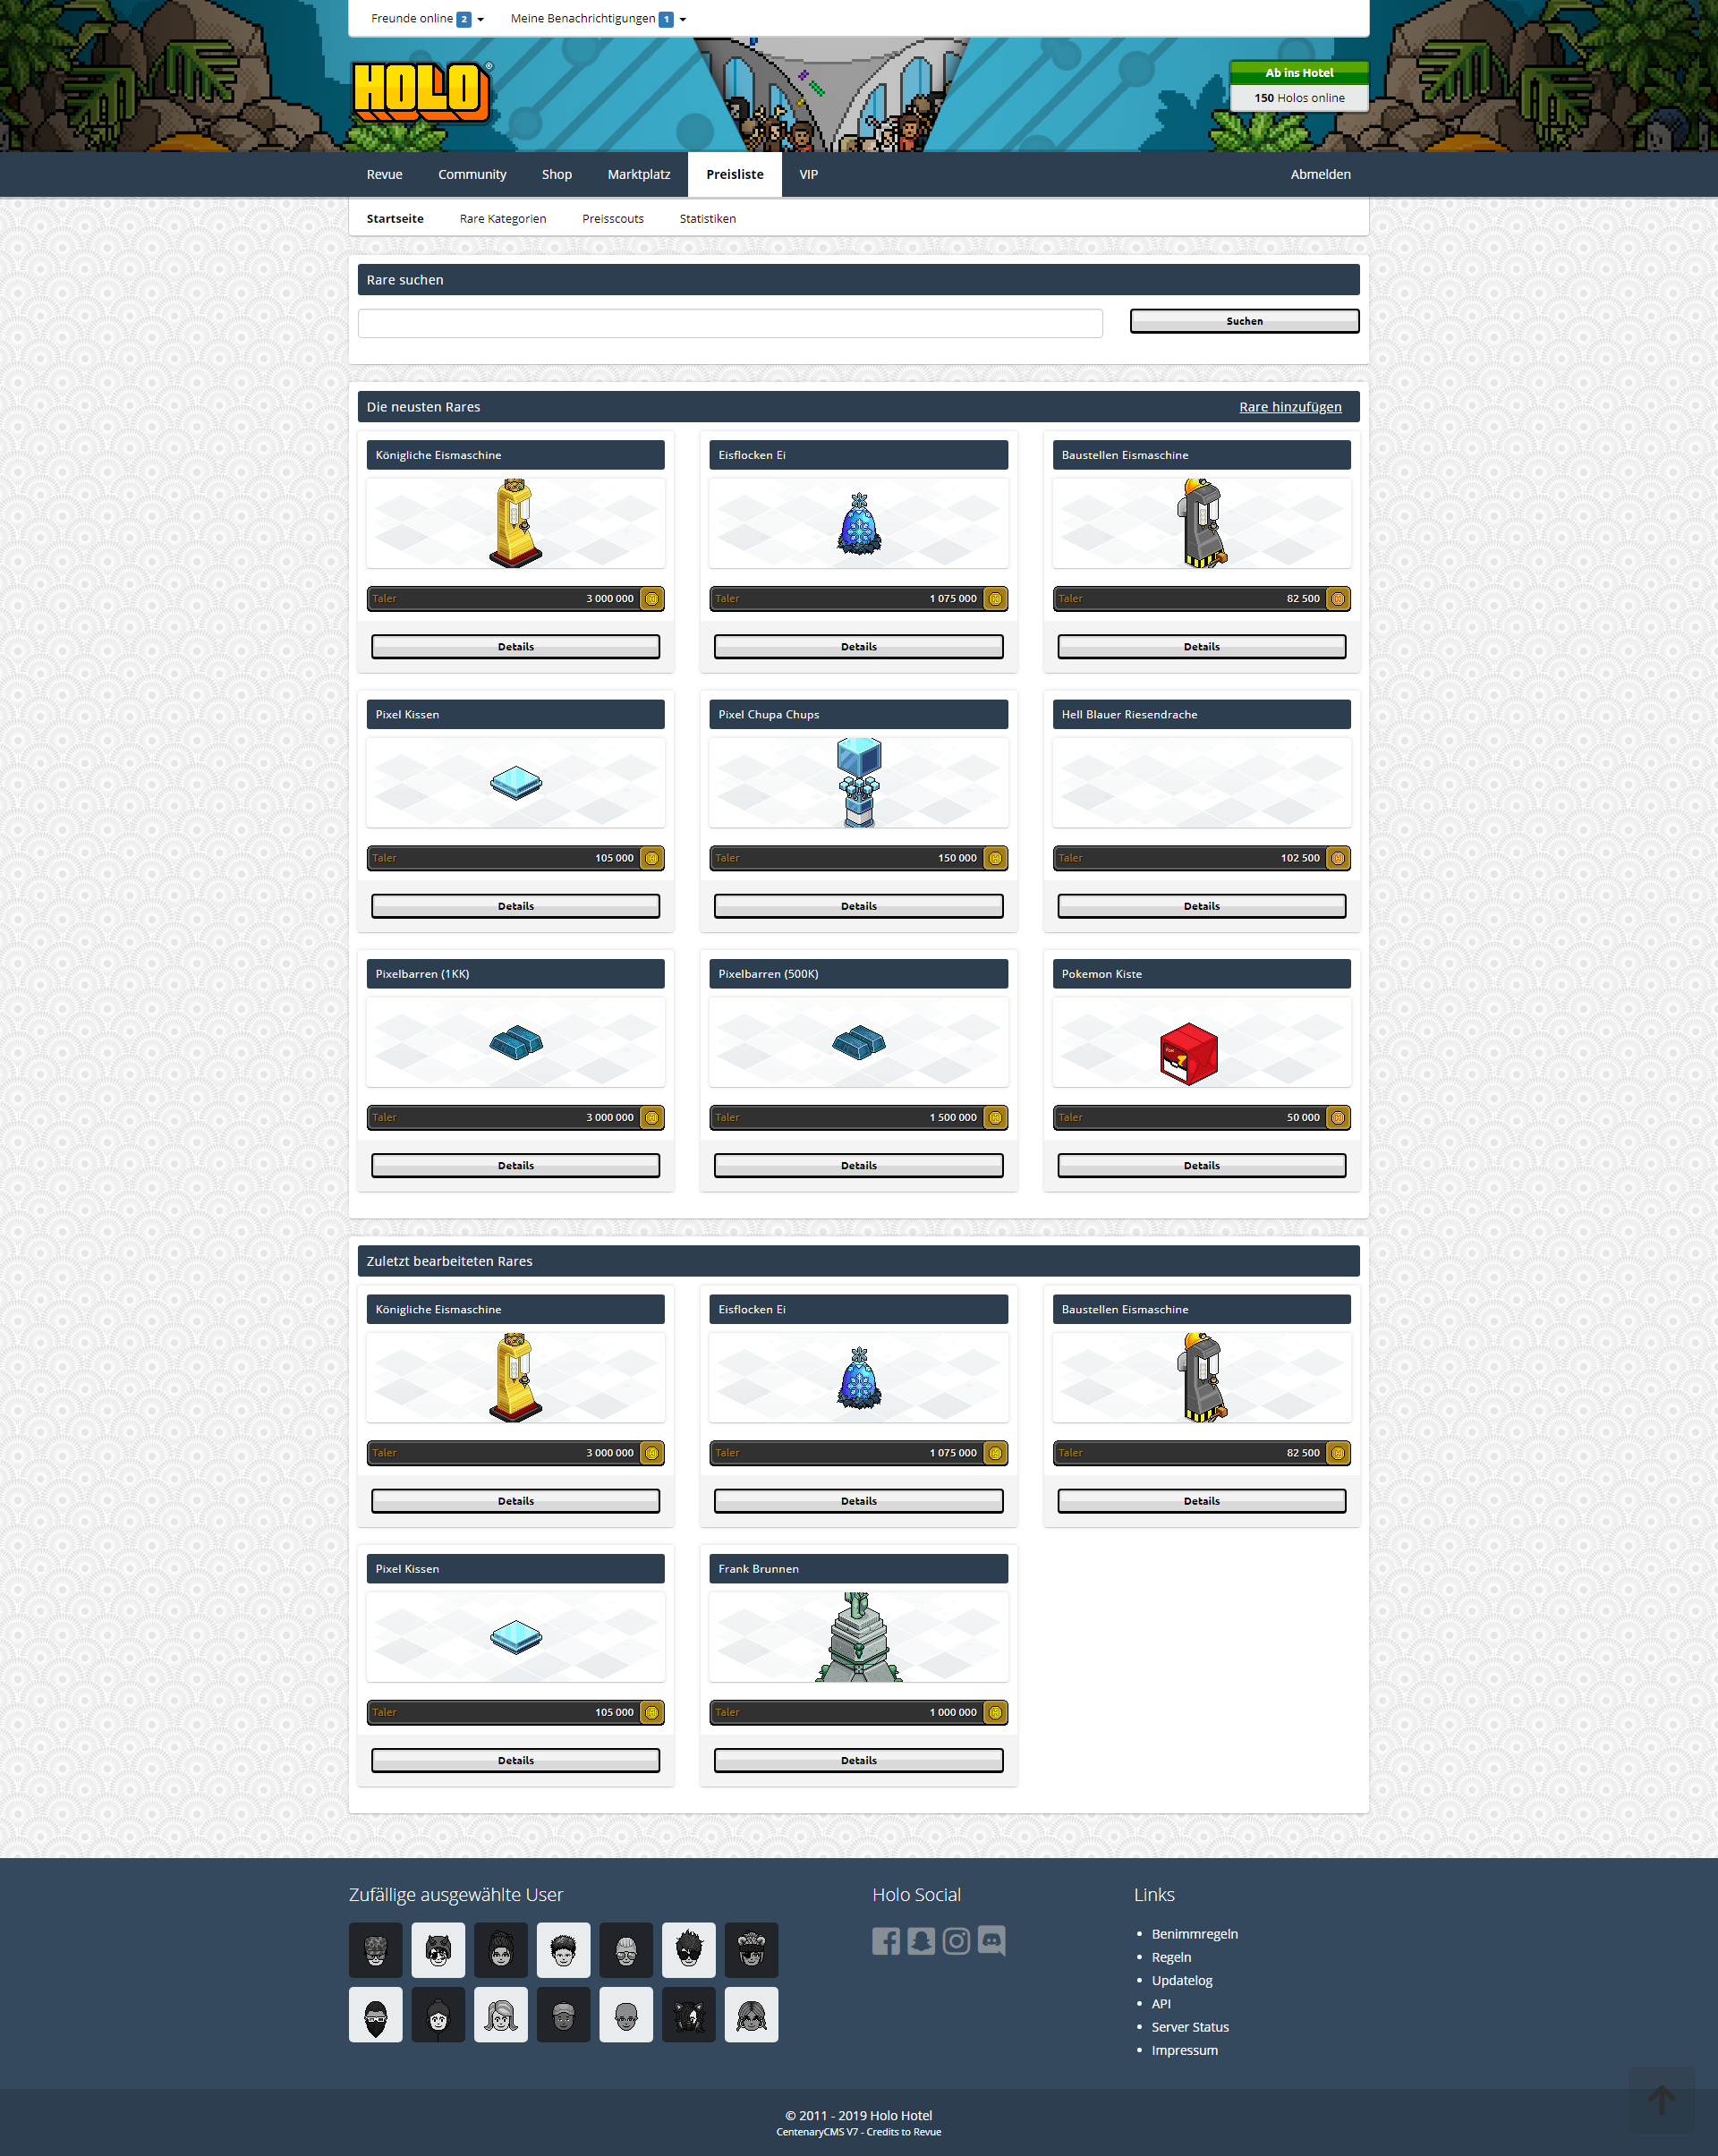 Freunde online 2
Meine Benachrichtigungen 1
HOLO ®
Ab ins Hotel
150 Holos online
Revue
Community
Shop
Marktplatz
Preisliste
VIP
Abmelden
Startseite
Rare Kategorien
Preisscouts
Statistiken
Rare suchen
Suchen
Die neusten Rares
Rare hinzufügen
Königliche Eismaschine
Taler 3 000 000
Details
Eisflocken Ei
Taler 1 075 000
Details
Baustellen Eismaschine
Taler 82 500
Details
Pixel Kissen
Taler 105 000
Details
Pixel Chupa Chups
Taler 150 000
Details
Hell Blauer Riesendrache
Taler 102 500
Details
Pixelbarren (1KK)
Taler 3 000 000
Details
Pixelbarren (500K)
Taler 1 500 000
Details
Pokemon Kiste
Taler 50 000
Details
Zuletzt bearbeiteten Rares
Königliche Eismaschine
Taler 3 000 000
Details
Eisflocken Ei
Taler 1 075 000
Details
Baustellen Eismaschine
Taler 82 500
Details
Pixel Kissen
Taler 105 000
Details
Frank Brunnen
Taler 1 000 000
Details
Zufällige ausgewählte User
Holo Social
Links
Benimmregeln
Regeln
Updatelog
API
Server Status
Impressum
© 2011 - 2019 Holo Hotel
CentenaryCMS V7 - Credits to Revue